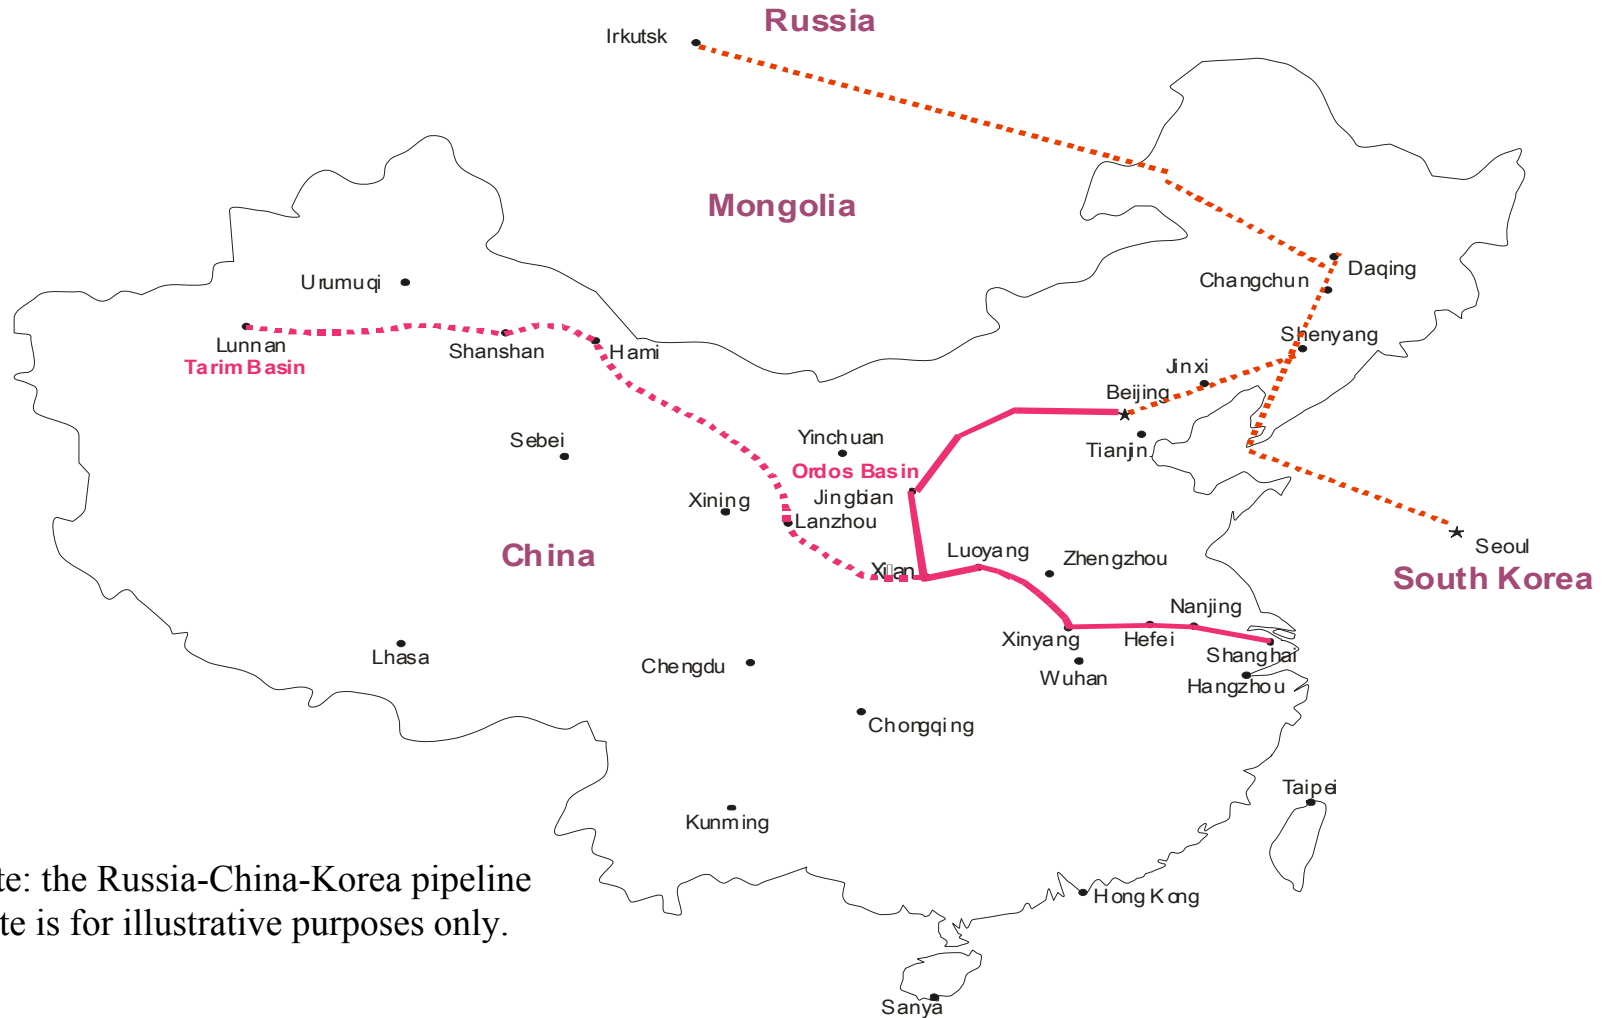 Russia
Irkutsk
Mongolia
Daqing
Urumuqi
Changchun
Shenyang
Lunnan
Shanshan
Hami
Tarim Basin
Jinxi
Beijing
Sebei
Yinchuan
Tianjin
Ordos Basin
Jingbian
Xining
Lanzhou
China
Luoyang
Zhengzhou
Seoul
Xi▯an
South Korea
Nanjing
Xinyang
Hefei
Lhasa
Shanghai
Chengdu
Wuhan
Hangzhou
Chongqing
Taipei
Kunming
te: the Russia-China-Korea pipeline
te is for illustrative purposes only.
Hong Kong
Sanya